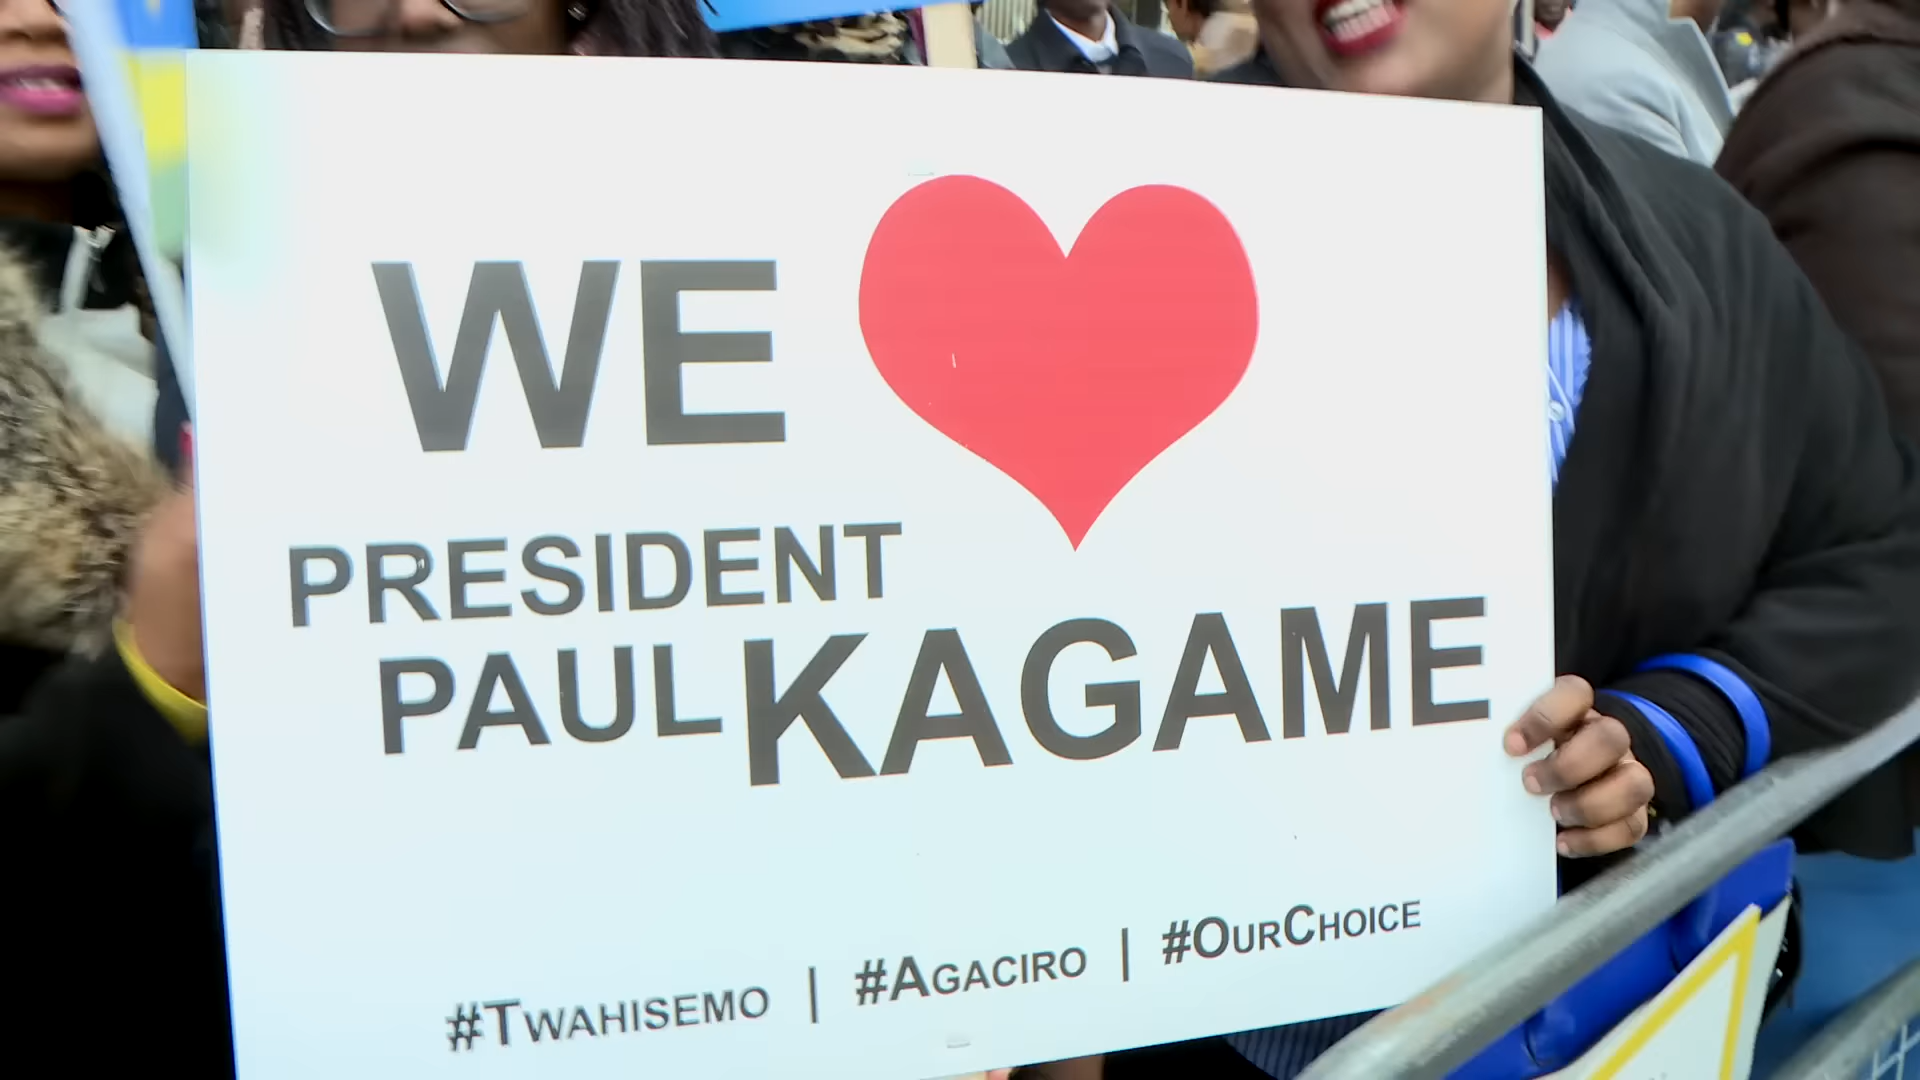 WE
PRESIDENT
PAUL KAGAME
#TWAHISEMO | #AGACIRO | #OURCHOICE